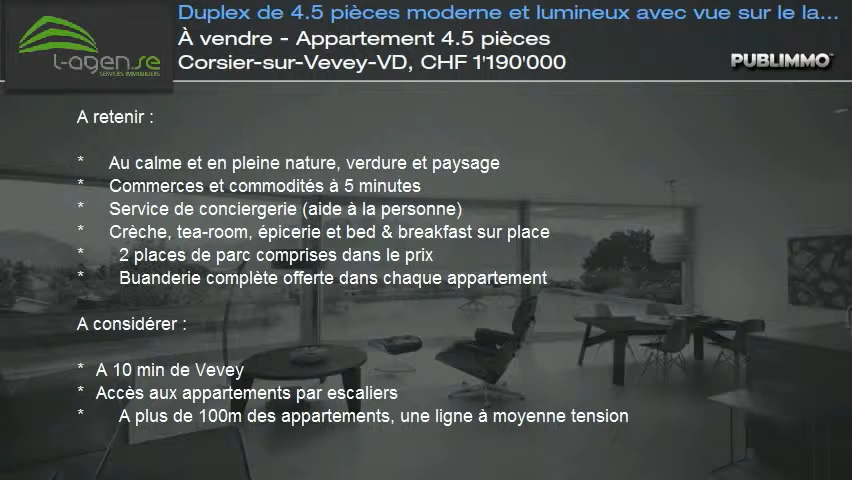 Duplex de 4.5 pièces moderne et lumineux avec vue sur le la...
l-agence
SERVICES IMMOBILIERS
À vendre - Appartement 4.5 pièces
Corsier-sur-Vevey-VD, CHF 1'190'000
PUBLIMMO™
A retenir :
* Au calme et en pleine nature, verdure et paysage
* Commerces et commodités à 5 minutes
* Service de conciergerie (aide à la personne)
* Crèche, tea-room, épicerie et bed & breakfast sur place
* 2 places de parc comprises dans le prix
* Buanderie complète offerte dans chaque appartement
A considérer :
* A 10 min de Vevey
* Accès aux appartements par escaliers
* A plus de 100m des appartements, une ligne à moyenne tension